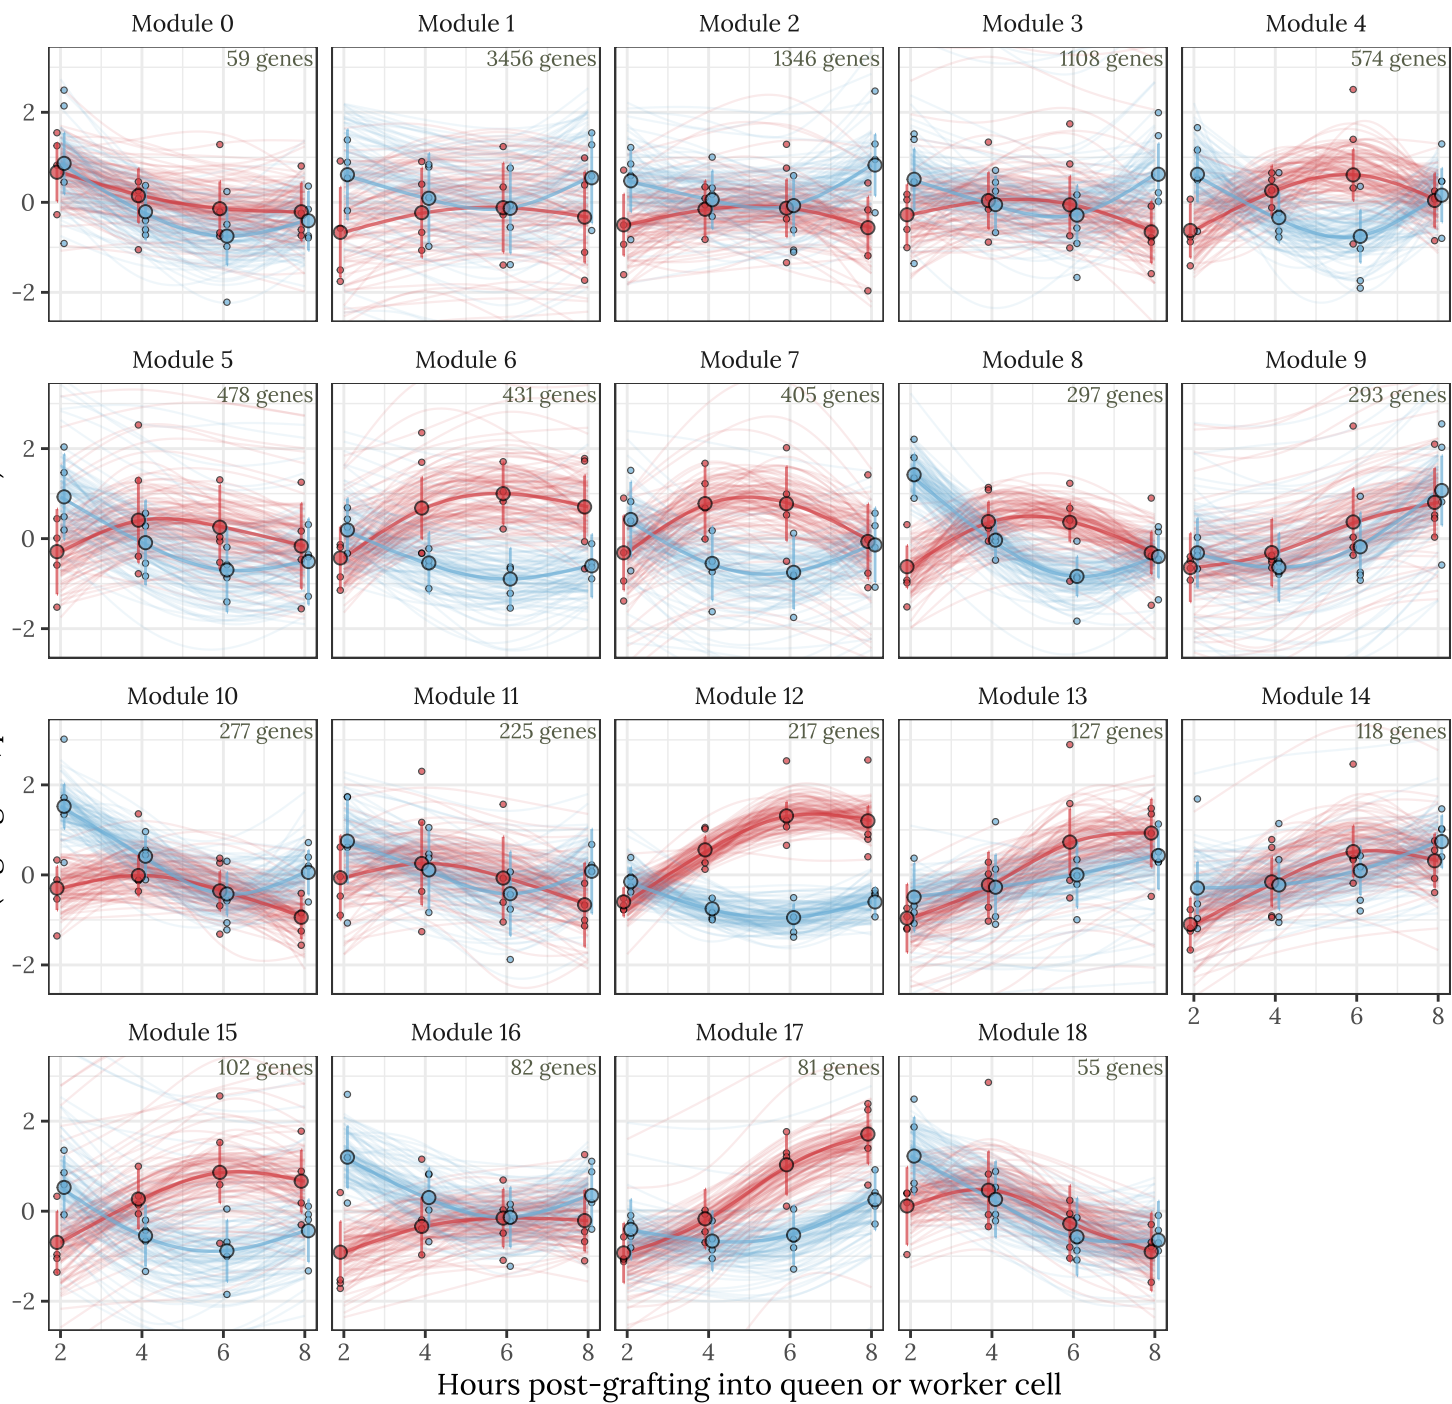 Module 0 Module 1 Module 2 Module 3 Module 4
59 genes 3456 genes 1346 genes 1108 genes 574 genes
2
0
-2
Module 5 Module 6 Module 7 Module 8 Module 9
478 genes 431 genes 405 genes 297 genes 293 genes
2
0
-2
Module 10 Module 11 Module 12 Module 13 Module 14
277 genes 225 genes 217 genes 127 genes 118 genes
2
0
-2
2 4 6 8
Module 15 Module 16 Module 17 Module 18
102 genes 82 genes 81 genes 55 genes
2
0
-2
2 4 6 8 2 4 6 8 2 4 6 8 2 4 6 8
Hours post-grafting into queen or worker cell